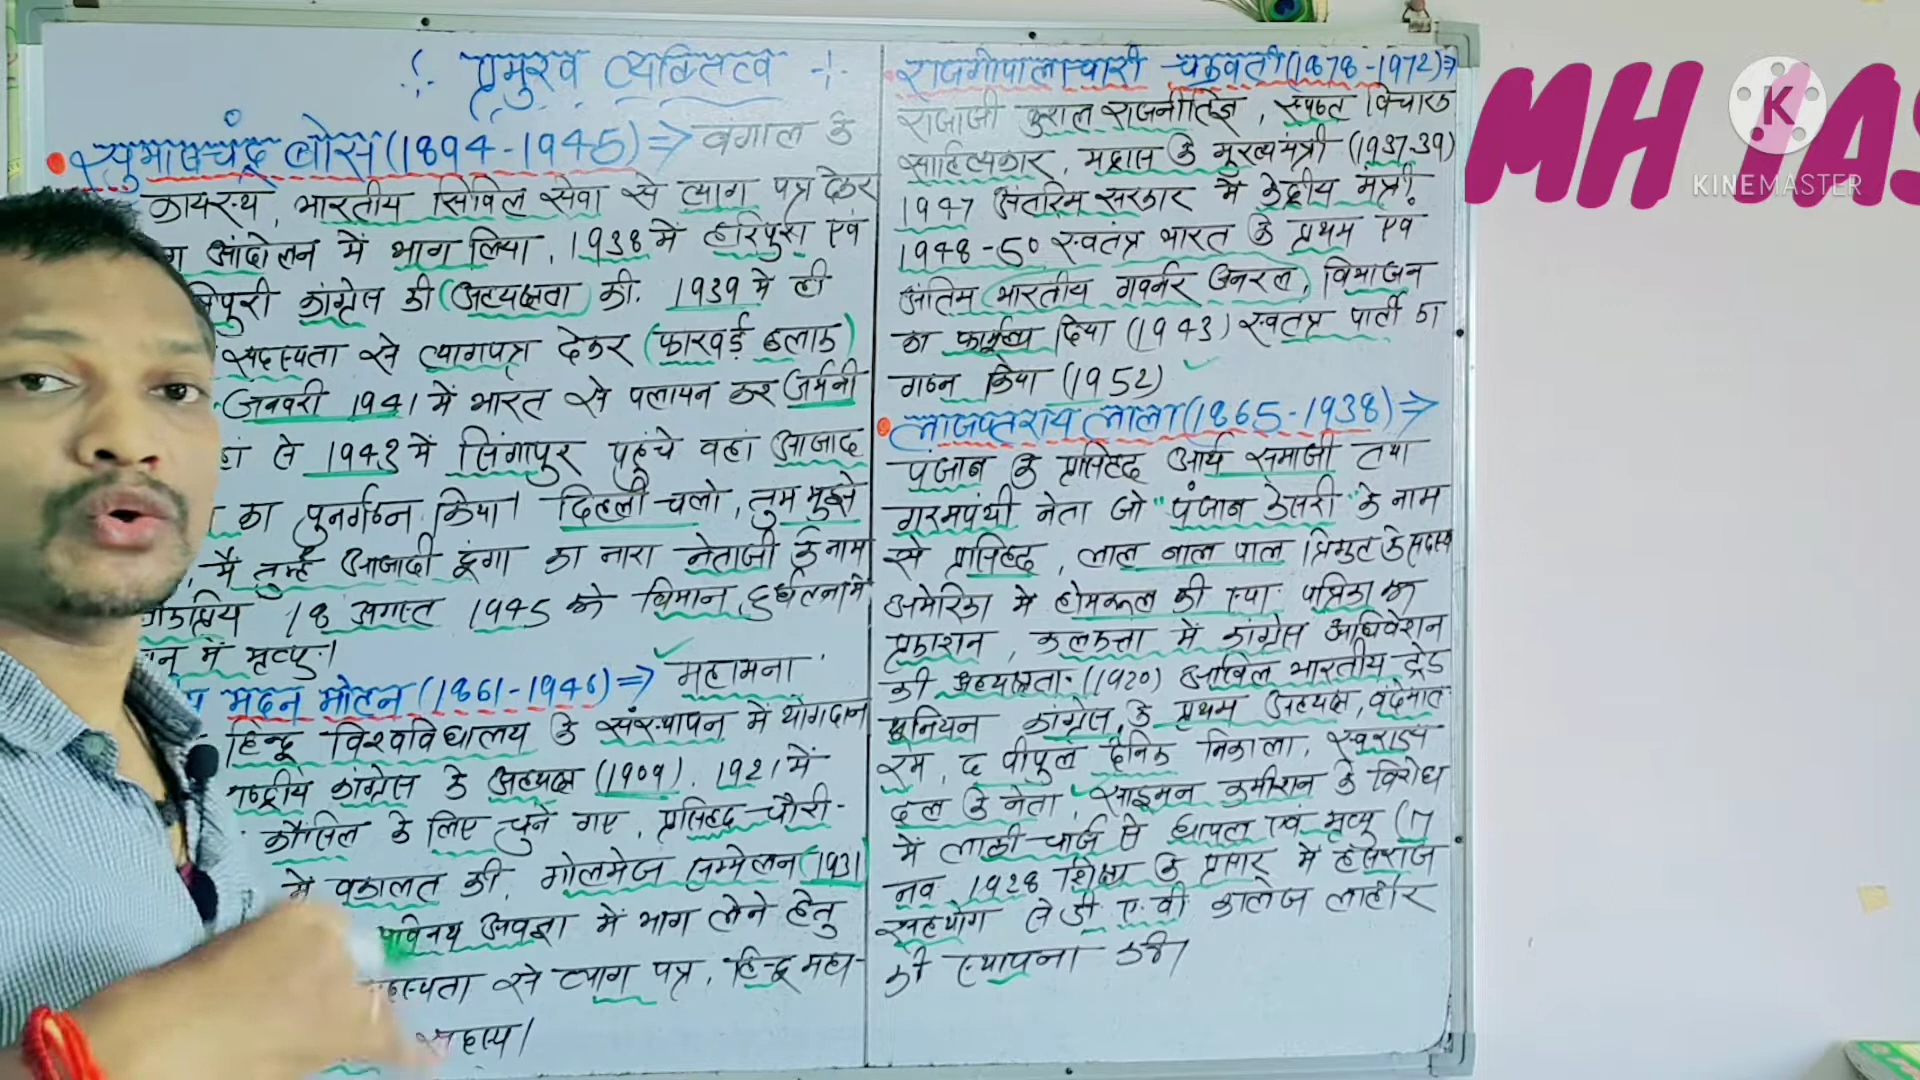 प्रमुख व्यक्तित्व
सुभाषचंद्र बोस (1894-1945) ⇒ बंगाल के
कायस्थ, भारतीय सिविल सेवा से त्याग पत्र देकर
आंदोलन में भाग लिया, 1938 में हरिपुरा एवं
त्रिपुरी कांग्रेस की (अध्यक्षता) की. 1939 में ही
सदस्यता से त्यागपत्र देकर (फारवर्ड ब्लाक)
जनवरी 1941 में भारत से पलायन कर जर्मनी
से 1943 में सिंगापुर पहुंचे वहां आजाद
का पुनर्गठन किया। दिल्ली चलो, तुम मुझे
, मै तुम्हें आजादी दूंगा का नारा नेताजी के नाम
18 अगस्त 1945 को विमान दुर्घटना में
में मृत्यु।
मदन मोहन (1861-1946) ⇒ महामना,
हिन्दू विश्वविद्यालय के संस्थापन में योगदान
कांग्रेस के अध्यक्ष (1909), 1921 में
कौंसिल के लिए चुने गए, प्रसिद्ध चौरी-
में वकालत की, गोलमेज सम्मेलन (1931
अवज्ञा में भाग लेने हेतु
से त्याग पत्र, हिन्दू महा-
सदस्य।
राजगोपालाचारी चक्रवर्ती (1878-1972) ⇒
राजाजी कुशल राजनीतिज्ञ, स्पष्ट विचारक
साहित्यकार, मद्रास के मुख्यमंत्री (1937-39)
1947 अंतरिम सरकार में केंद्रीय मंत्री,
1948-50 स्वतंत्र भारत के प्रथम एवं
अंतिम (भारतीय गवर्नर जनरल), विभाजन
का फार्मूला दिया (1943) स्वतंत्र पार्टी का
गठन किया (1952)
लाजपतराय लाला (1865-1938) ⇒
पंजाब के प्रसिद्ध आर्य समाजी तथा
गरमपंथी नेता जो "पंजाब केसरी" के नाम
से प्रसिद्ध, लाल बाल पाल त्रिगुट के सदस्य
अमेरिका में होमरूल की स्था. पत्रिका का
प्रकाशन, कलकत्ता में कांग्रेस अधिवेशन
की अध्यक्षता. (1920) अखिल भारतीय ट्रेड
यूनियन कांग्रेस के प्रथम अध्यक्ष, वंदेमात
रम, द पीपुल दैनिक निकाला, स्वराज्य
दल के नेता, साइमन कमीशन के विरोध
में लाठी-चार्ज से घायल एवं मृत्यु (17
नव. 1928 शिक्षा के प्रसार में हंसराज
सहयोग से डी ए. वी कालेज लाहौर
की स्थापना करी।
MH IAS
K
KINEMASTER